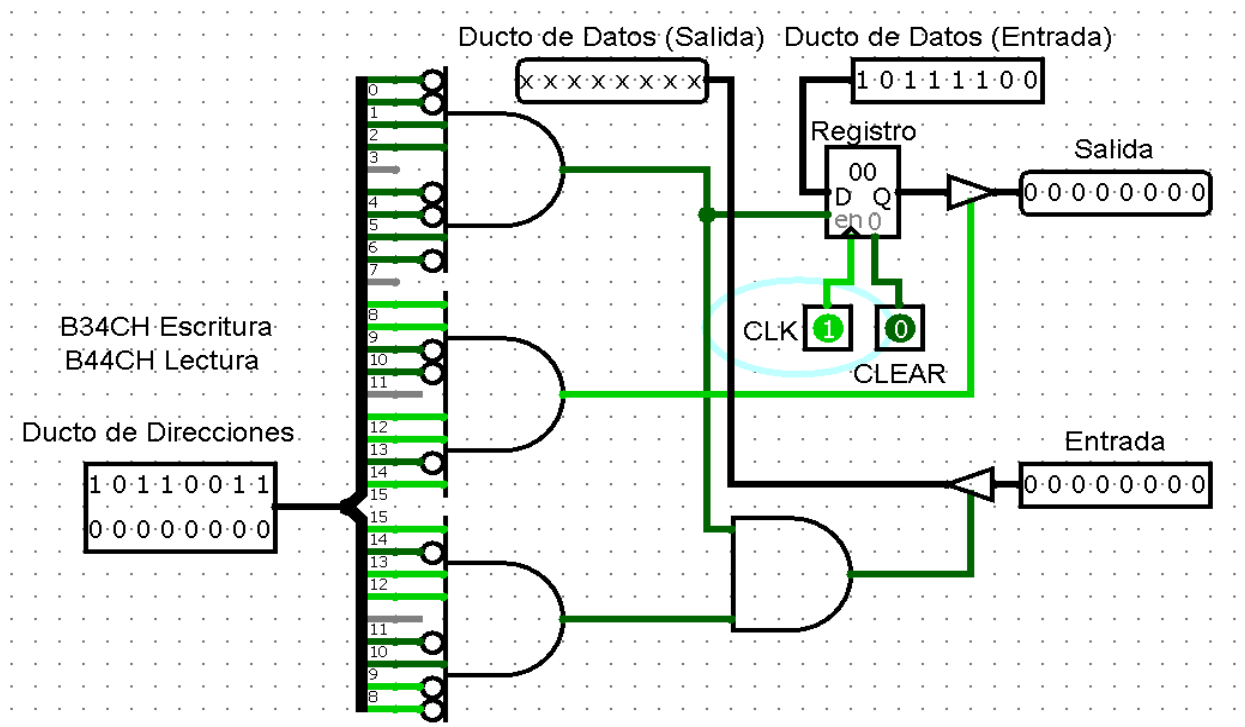 Ducto de Datos (Salida)
Ducto de Datos (Entrada)
x x x x x x x x
1 0 1 1 1 1 0 0
Registro
00
D Q
en 0
Salida
0 0 0 0 0 0 0 0
0
1
2
3
4
5
6
7
8
9
10
11
12
13
14
15
B34CH Escritura
B44CH Lectura
CLK
1
0
CLEAR
Ducto de Direcciones
1 0 1 1 0 0 1 1
0 0 0 0 0 0 0 0
Entrada
0 0 0 0 0 0 0 0
15
14
13
12
11
10
9
8